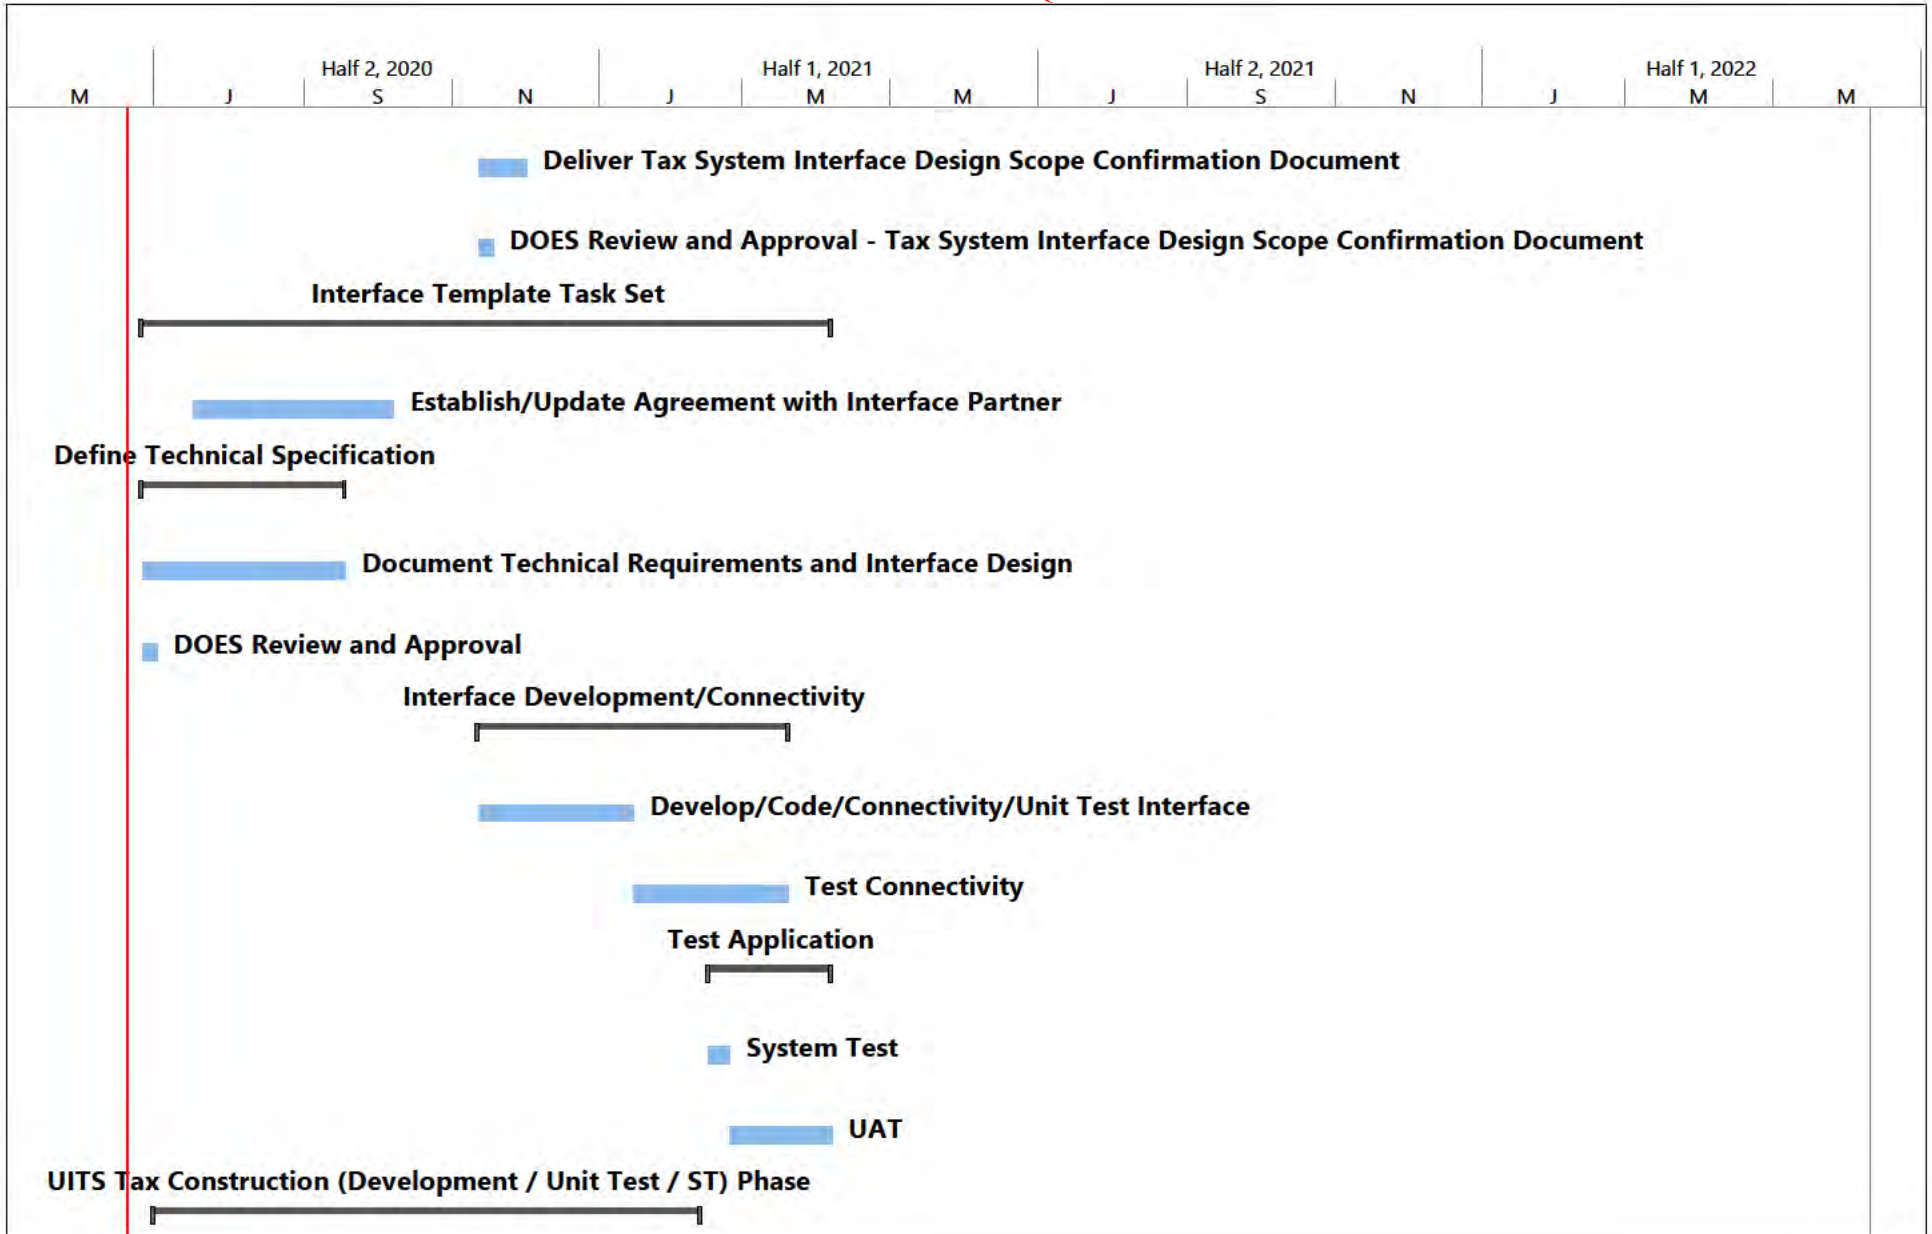 Half 2, 2020 Half 1, 2021 Half 2, 2021 Half 1, 2022
M J S N J M M J S N J M M
Deliver Tax System Interface Design Scope Confirmation Document
DOES Review and Approval - Tax System Interface Design Scope Confirmation Document
Interface Template Task Set
Establish/Update Agreement with Interface Partner
Define Technical Specification
Document Technical Requirements and Interface Design
DOES Review and Approval
Interface Development/Connectivity
Develop/Code/Connectivity/Unit Test Interface
Test Connectivity
Test Application
System Test
UAT
UITS Tax Construction (Development / Unit Test / ST) Phase